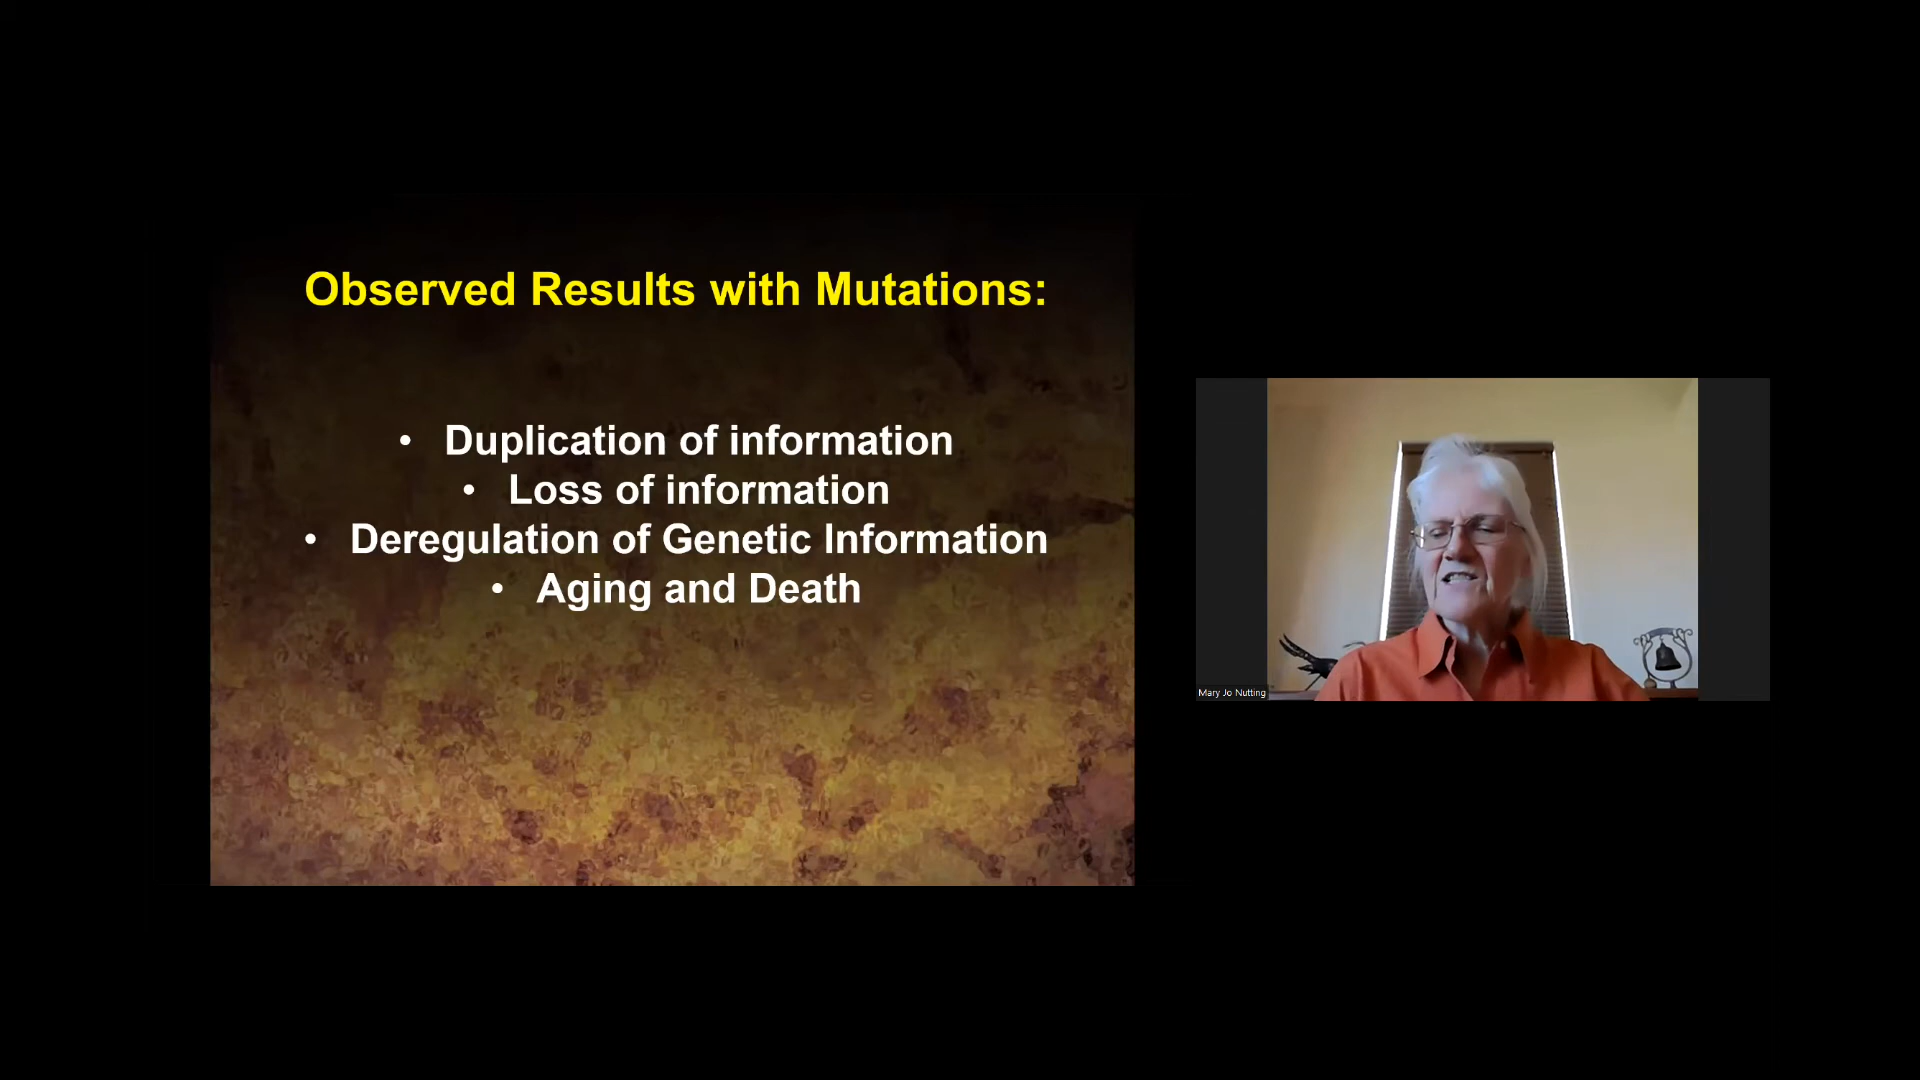 Observed Results with Mutations:
• Duplication of information
• Loss of information
• Deregulation of Genetic Information
• Aging and Death
Mary Jo Nutting